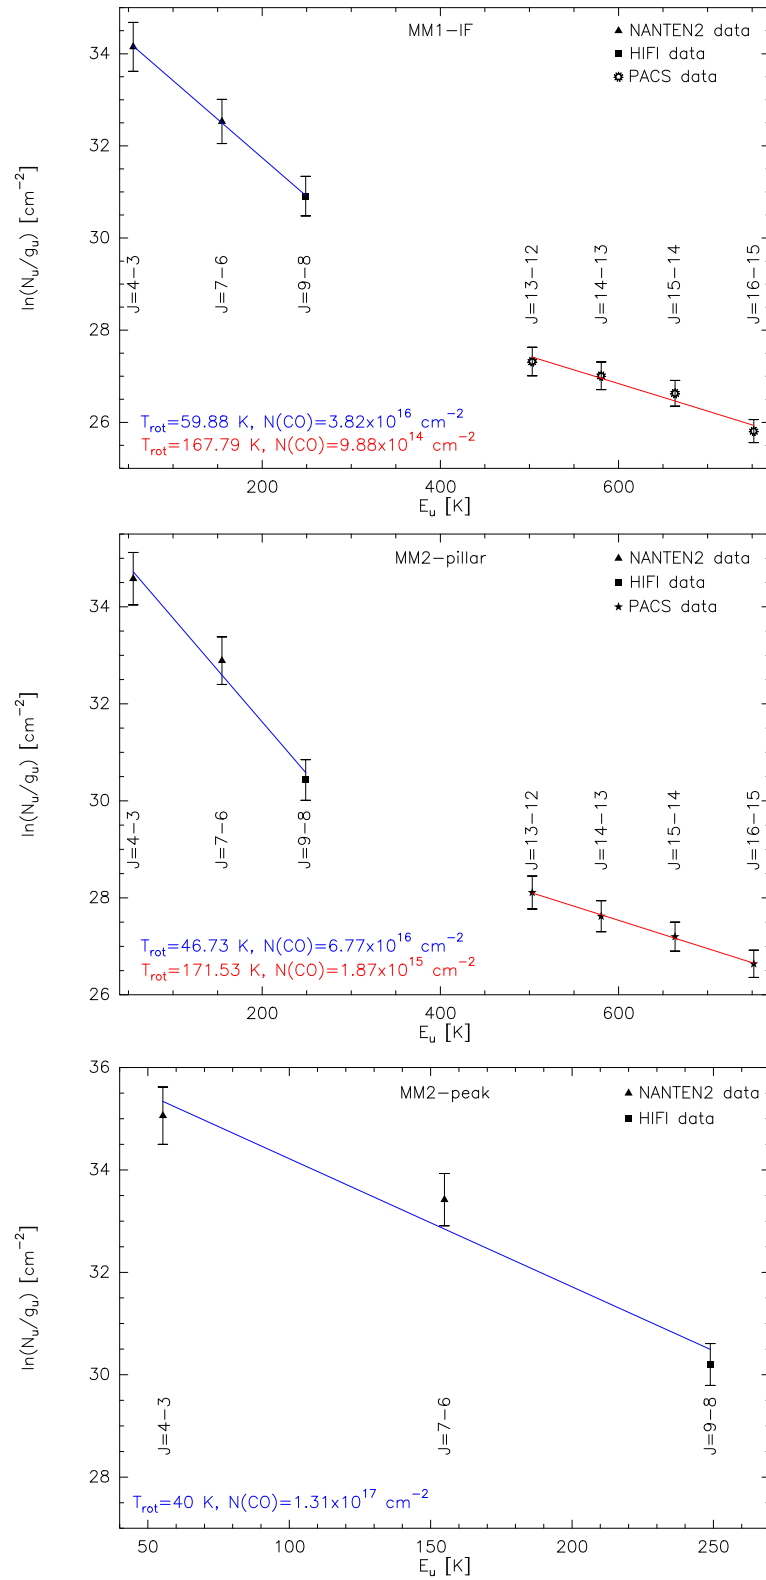 MM1−IF
NANTEN2 data
HIFI data
PACS data
34
32
30
28
26
ln(N_u/g_u) [cm^−2]
J=4−3
J=7−6
J=9−8
J=13−12
J=14−13
J=15−14
J=16−15
T_rot=59.88 K, N(CO)=3.82x10^16 cm^−2
T_rot=167.79 K, N(CO)=9.88x10^14 cm^−2
200
400
600
E_u [K]
MM2−pillar
NANTEN2 data
HIFI data
PACS data
34
32
30
28
26
ln(N_u/g_u) [cm^−2]
J=4−3
J=7−6
J=9−8
J=13−12
J=14−13
J=15−14
J=16−15
T_rot=46.73 K, N(CO)=6.77x10^16 cm^−2
T_rot=171.53 K, N(CO)=1.87x10^15 cm^−2
200
400
600
E_u [K]
MM2−peak
NANTEN2 data
HIFI data
36
34
32
30
28
ln(N_u/g_u) [cm^−2]
J=4−3
J=7−6
J=9−8
T_rot=40 K, N(CO)=1.31x10^17 cm^−2
50
100
150
200
250
E_u [K]